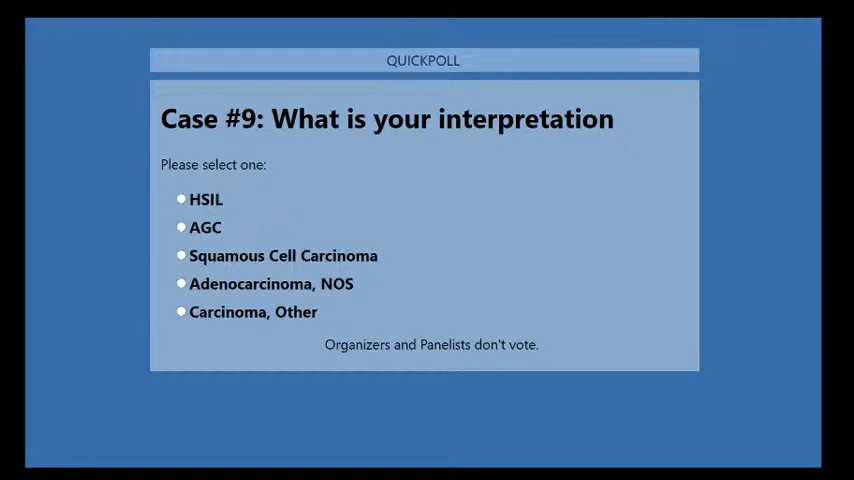 QUICKPOLL
Case #9: What is your interpretation
Please select one:
HSIL
AGC
Squamous Cell Carcinoma
Adenocarcinoma, NOS
Carcinoma, Other
Organizers and Panelists don't vote.